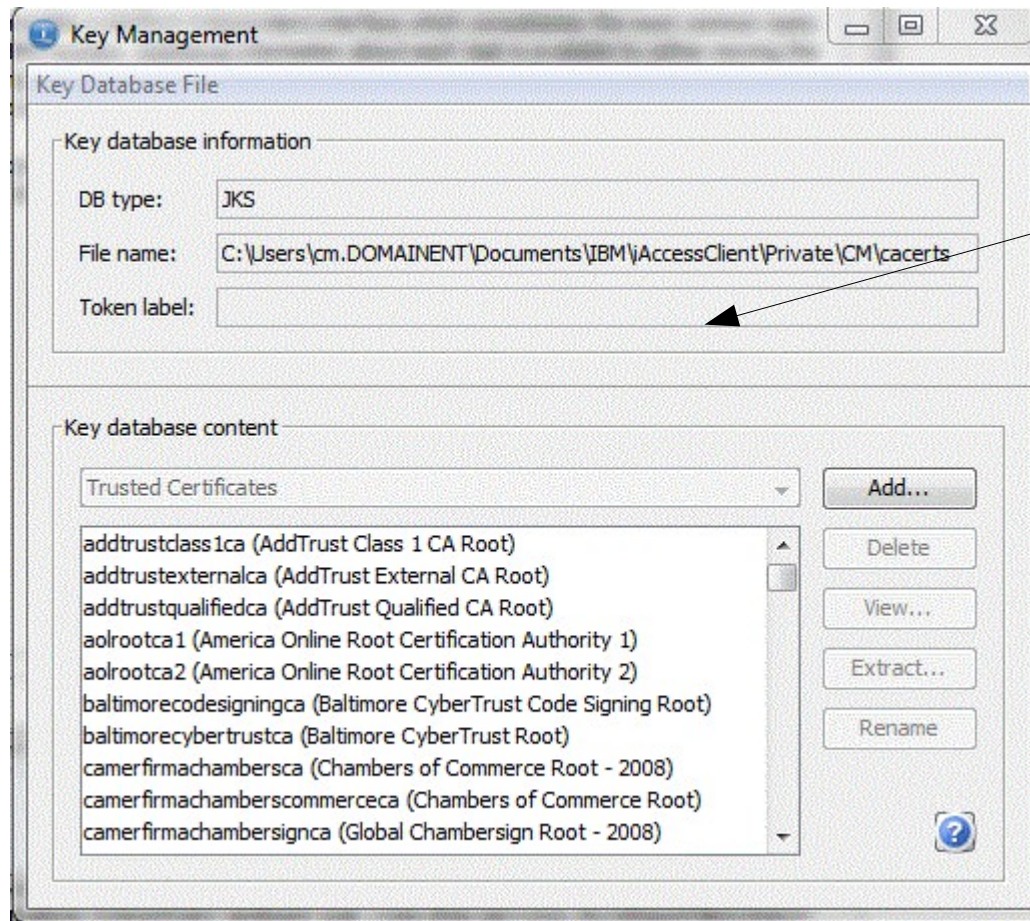 Key Management
Key Database File
Key database information
DB type: JKS
File name: C:\Users\cm.DOMAINENT\Documents\IBM\iAccessClient\Private\CM\cacerts
Token label:
Key database content
Trusted Certificates
Add...
addtrustclass1ca (AddTrust Class 1 CA Root)
addtrustexternalca (AddTrust External CA Root)
addtrustqualifiedca (AddTrust Qualified CA Root)
aolrootca1 (America Online Root Certification Authority 1)
aolrootca2 (America Online Root Certification Authority 2)
baltimorecodesigningca (Baltimore CyberTrust Code Signing Root)
baltimorecybertrustca (Baltimore CyberTrust Root)
camerfirmachambersca (Chambers of Commerce Root - 2008)
camerfirmachamberscommerceca (Chambers of Commerce Root)
camerfirmachambersignca (Global Chambersign Root - 2008)
Delete
View...
Extract...
Rename
?